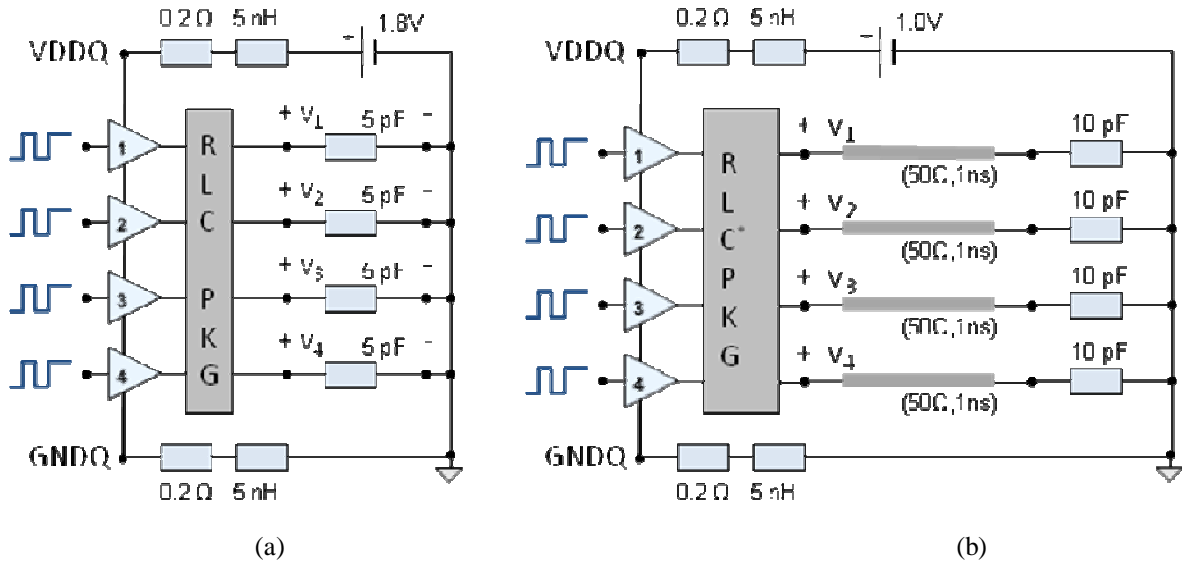 0.2 Ω 5 nH
1.8V
VDDQ
+ V1 5 pF -
1
+ V2 5 pF -
2
+ V3 5 pF -
3
+ V4 5 pF -
4
R L C P K G
GNDQ
0.2 Ω 5 nH
(a)
0.2 Ω 5 nH
1.0V
VDDQ
+ V1 10 pF
1
(50Ω,1ns)
+ V2 10 pF
2
(50Ω,1ns)
+ V3 10 pF
3
(50Ω,1ns)
+ V4 10 pF
4
(50Ω,1ns)
R L C P K G
GNDQ
0.2 Ω 5 nH
(b)